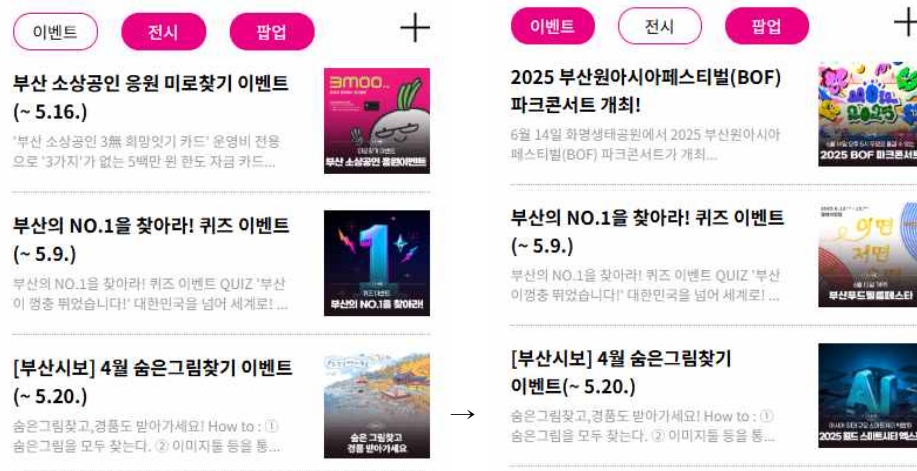 이벤트
전시
팝업
+
부산 소상공인 응원 미로찾기 이벤트
(~ 5.16.)
'부산 소상공인 3無 희망잇기 카드' 운영비 전용
으로 '3가지'가 없는 5백만 원 한도 자금 카드...
3MOO
부산 소상공인 응원이벤트
부산의 NO.1을 찾아라! 퀴즈 이벤트
(~ 5.9.)
부산의 NO.1을 찾아라! 퀴즈 이벤트 QUIZ '부산
이 껑충 뛰었습니다!' 대한민국을 넘어 세계로! ...
1
퀴즈이벤트
부산의 NO.1을 찾아라!
[부산시보] 4월 숨은그림찾기 이벤트
(~ 5.20.)
숨은그림찾고,경품도 받아가세요! How to : ①
숨은그림을 모두 찾는다. ② 이미지들 등을 통...
숨은 그림찾고
경품 받아가세요
→
이벤트
전시
팝업
+
2025 부산원아시아페스티벌(BOF)
파크콘서트 개최!
6월 14일 화명생태공원에서 2025 부산원아시아
페스티벌(BOF) 파크콘서트가 개최...
2025
2025 BOF 파크콘서트
부산의 NO.1을 찾아라! 퀴즈 이벤트
(~ 5.9.)
부산의 NO.1을 찾아라! 퀴즈 이벤트 QUIZ '부산
이 껑충 뛰었습니다!' 대한민국을 넘어 세계로! ...
부산푸드필름페스타
[부산시보] 4월 숨은그림찾기
이벤트(~ 5.20.)
숨은그림찾고,경품도 받아가세요! How to : ①
숨은그림을 모두 찾는다. ② 이미지들 등을 통...
AI
2025 월드 스마트시티 엑스